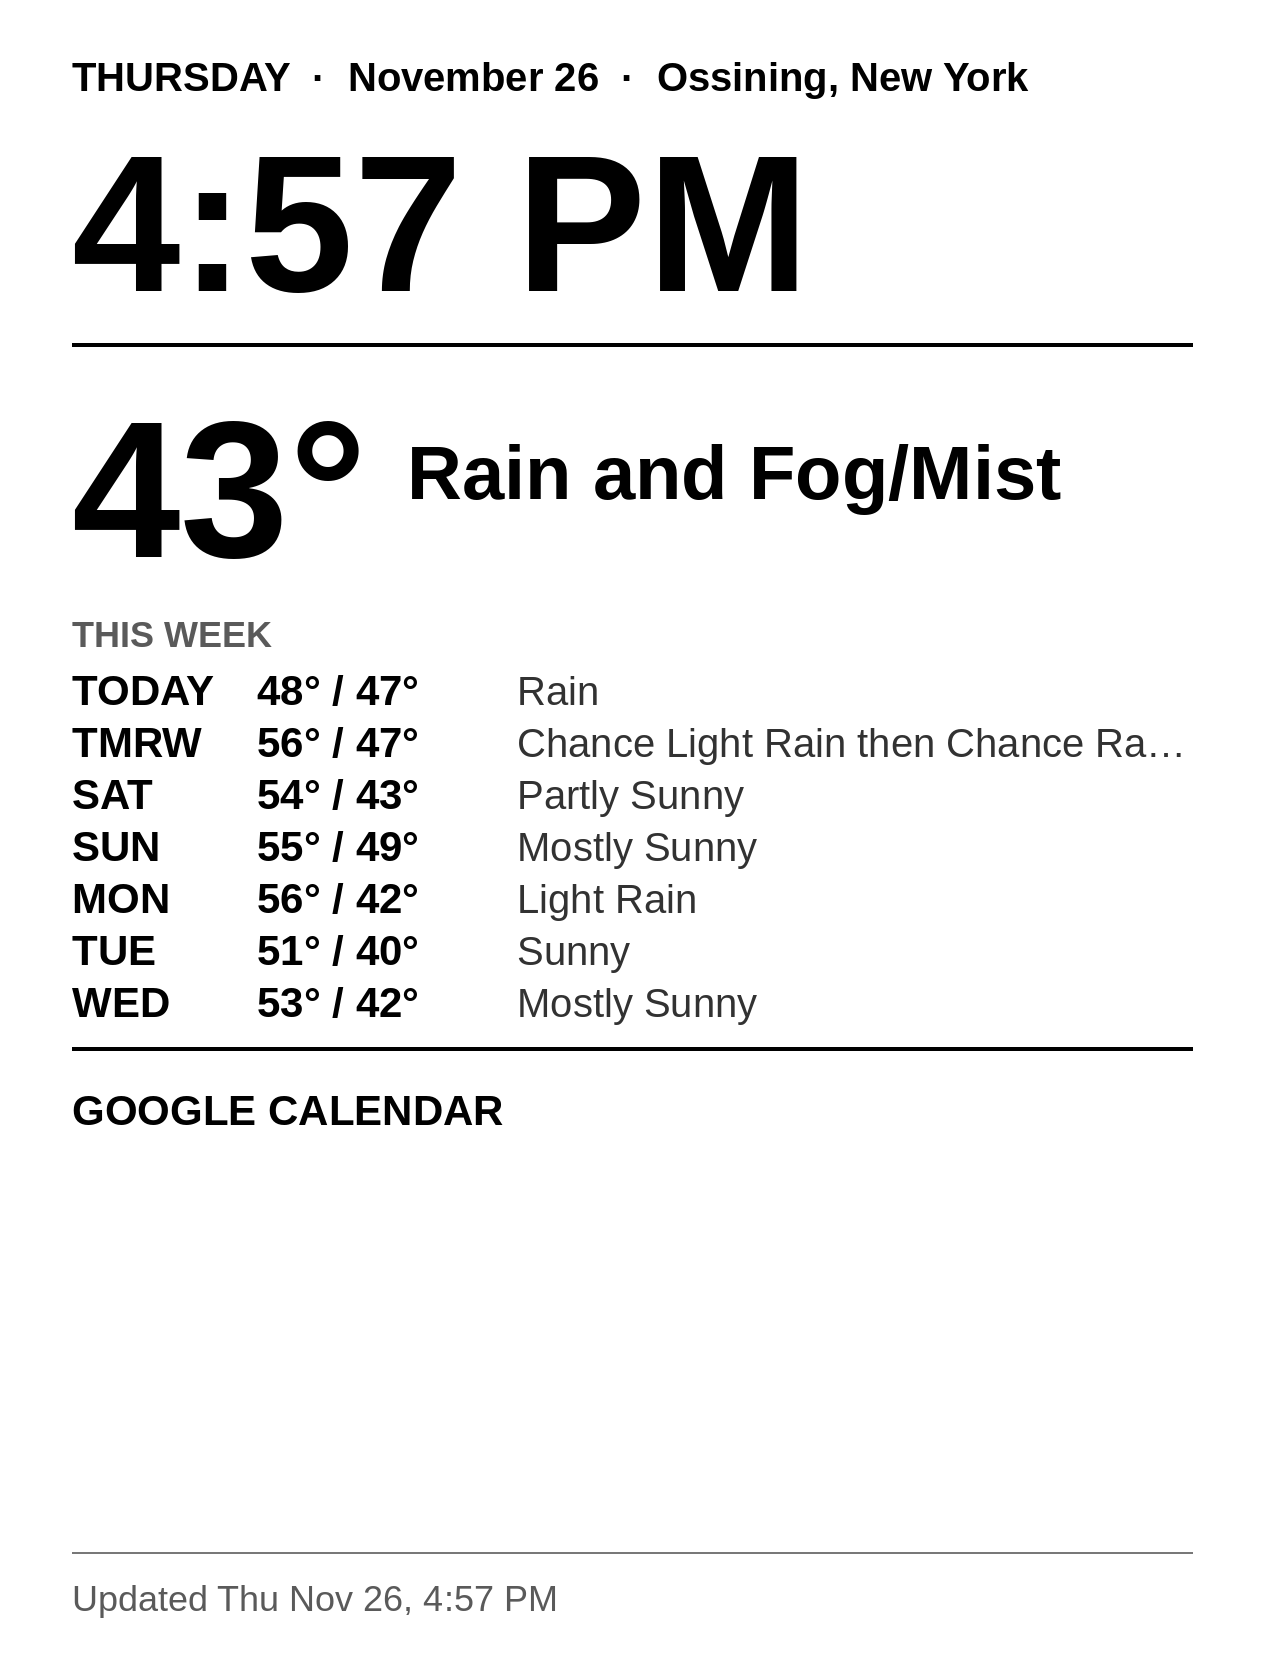 THURSDAY · November 26 · Ossining, New York
4:57 PM
43° Rain and Fog/Mist
THIS WEEK
TODAY 48° / 47° Rain
TMRW 56° / 47° Chance Light Rain then Chance Ra…
SAT 54° / 43° Partly Sunny
SUN 55° / 49° Mostly Sunny
MON 56° / 42° Light Rain
TUE 51° / 40° Sunny
WED 53° / 42° Mostly Sunny
GOOGLE CALENDAR
Updated Thu Nov 26, 4:57 PM